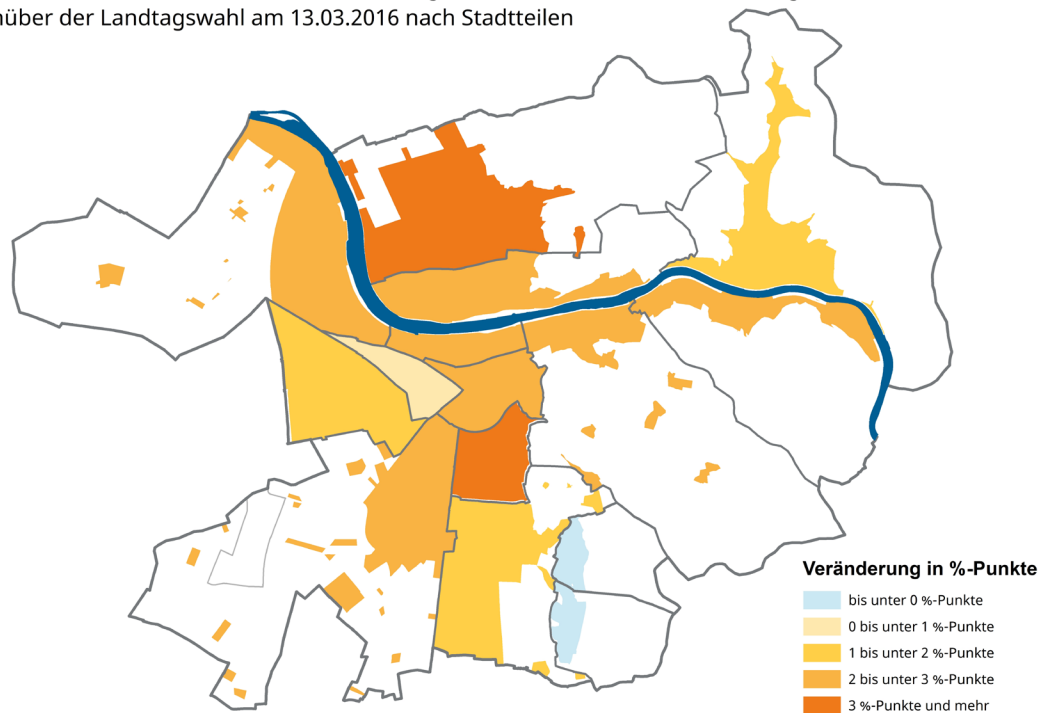 der Landtagswahl am 13.03.2016 nach Stadtteilen
Veränderung in %-Punkte
bis unter 0 %-Punkte
0 bis unter 1 %-Punkte
1 bis unter 2 %-Punkte
2 bis unter 3 %-Punkte
3 %-Punkte und mehr